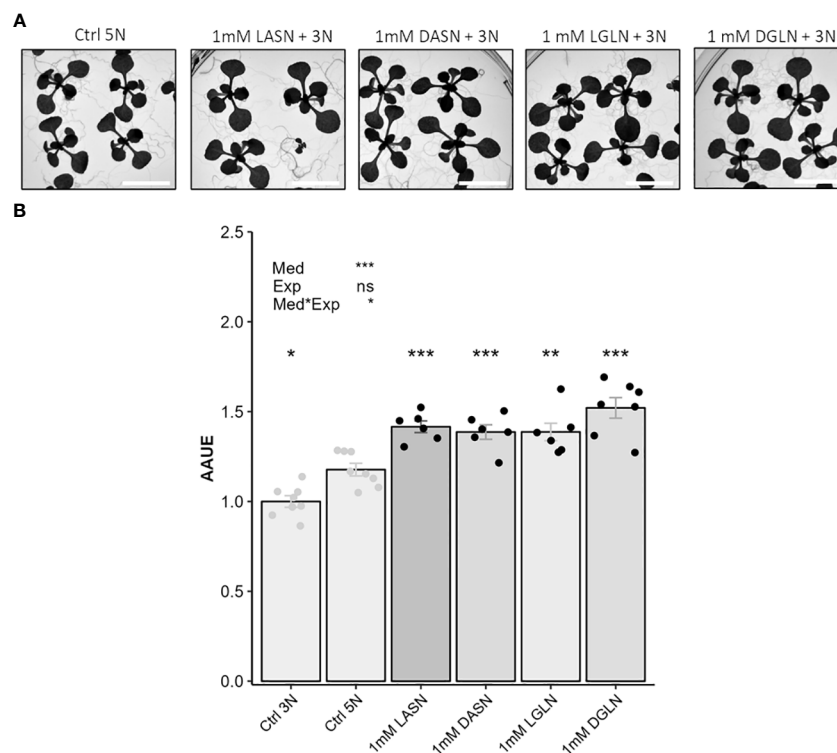 A
Ctrl 5N 1mM LASN + 3N 1mM DASN + 3N 1 mM LGLN + 3N 1 mM DGLN + 3N
B
2.5
Med ***
Exp ns
Med*Exp *
2.0
* *** *** ** ***
1.5
AAUE
1.0
0.5
0.0
Ctrl 3N Ctrl 5N 1mM LASN 1mM DASN 1mM LGLN 1mM DGLN